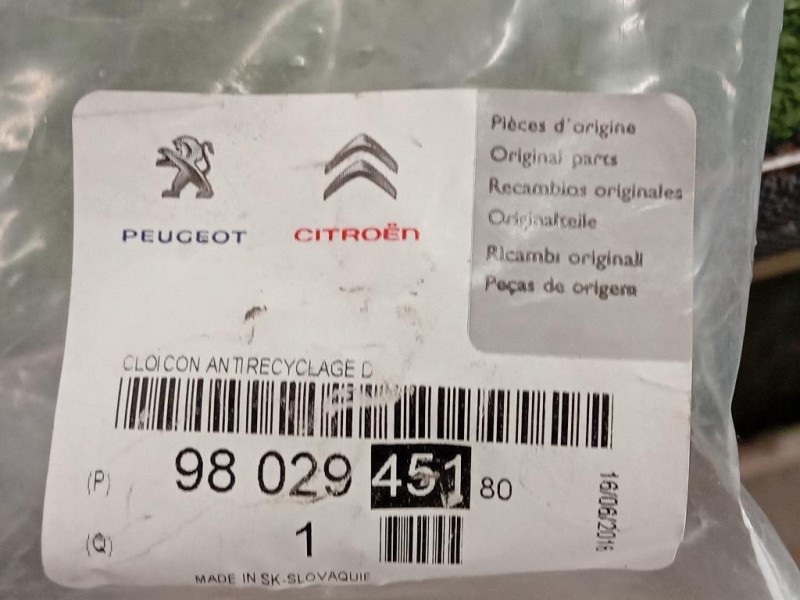 PEUGEOT
CITROËN
Pièces d'origine
Original parts
Recambios originales
Originalteile
Ricambi originali
Peças de origem
CLOICON ANTIRECYCLAGE D
(P) 98 029 451 80
16/06/2016
(Q) 1
MADE IN SK-SLOVAQUIE